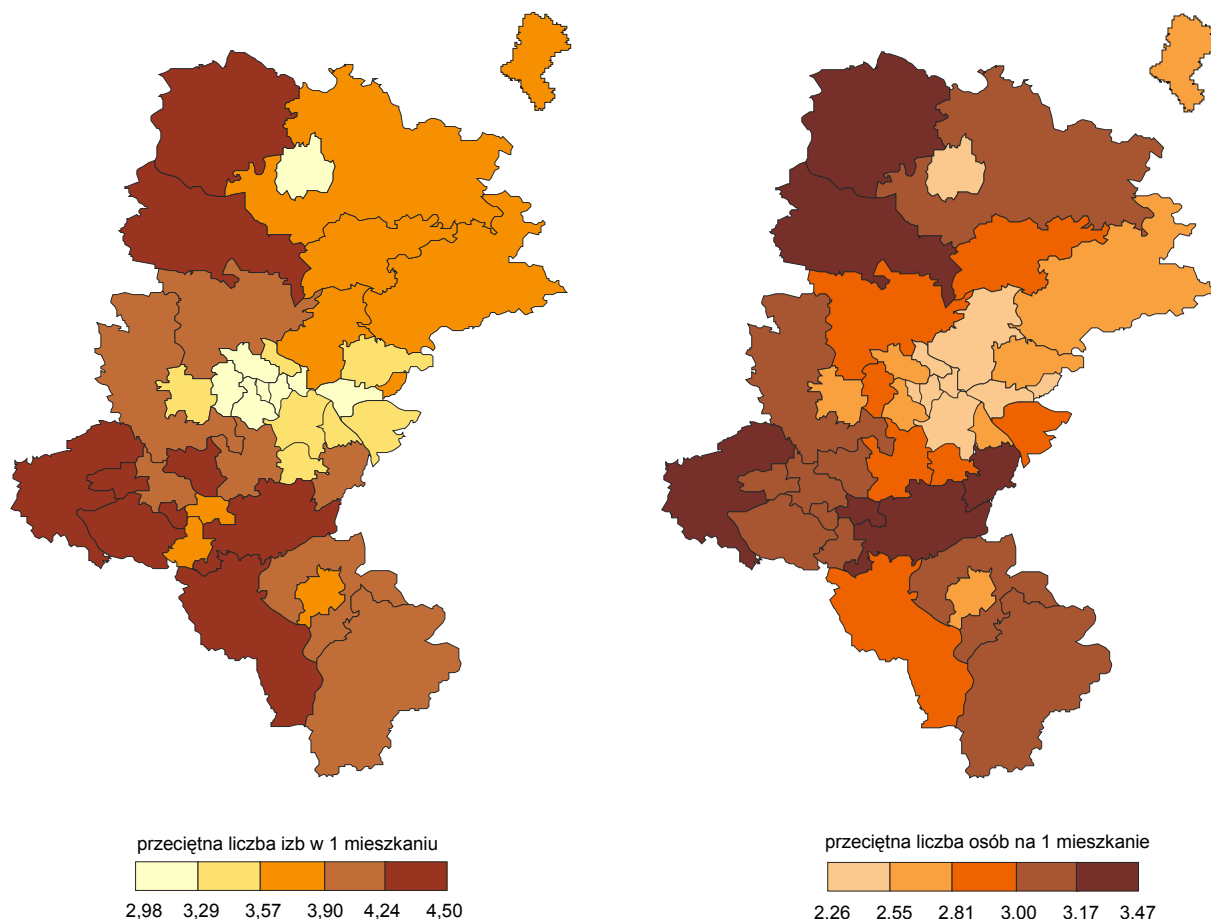 przeciętna liczba izb w 1 mieszkaniu
2,98 3,29 3,57 3,90 4,24 4,50
przeciętna liczba osób na 1 mieszkanie
2.26 2.55 2.81 3.00 3.17 3.47